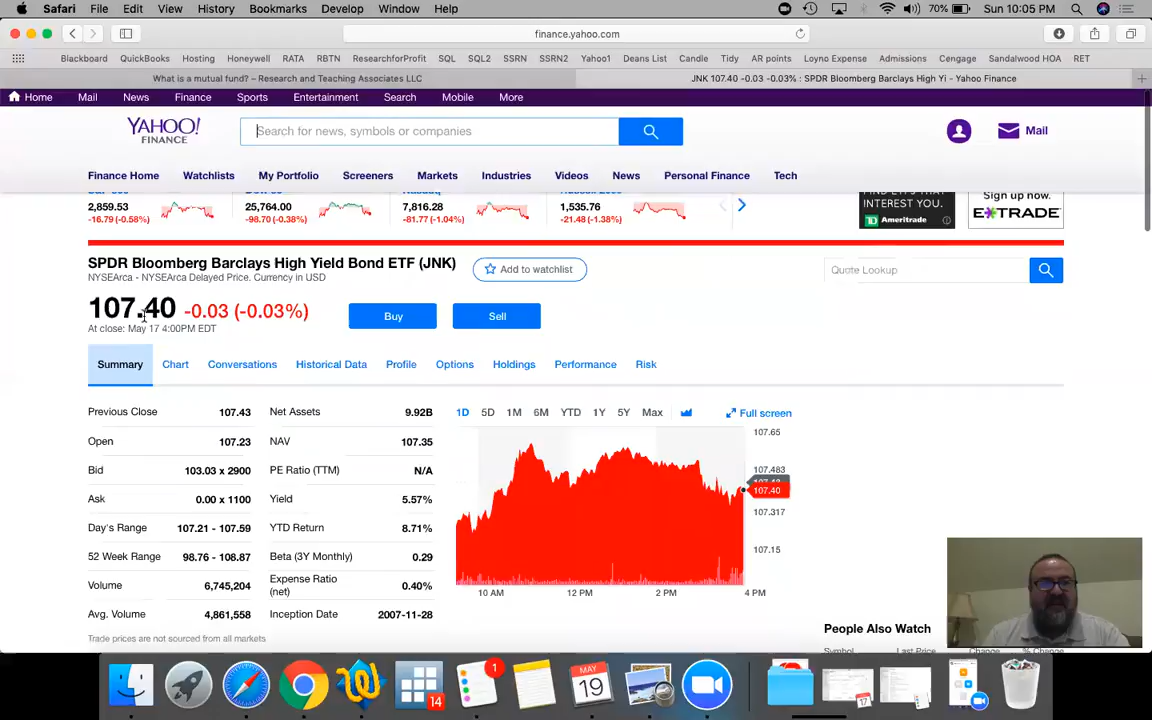 Safari File Edit View History Bookmarks Develop Window Help 70% Sun 10:05 PM
finance.yahoo.com
Blackboard QuickBooks Hosting Honeywell RATA RBTN ResearchforProfit SQL SQL2 SSRN SSRN2 Yahoo1 Deans List Candle Tidy AR points Loyno Expense Admissions Cengage Sandalwood HOA RET
What is a mutual fund? – Research and Teaching Associates LLC JNK 107.40 -0.03 -0.03% : SPDR Bloomberg Barclays High Yi - Yahoo Finance
Home Mail News Finance Sports Entertainment Search Mobile More
YAHOO! FINANCE
Search for news, symbols or companies
Mail
Finance Home Watchlists My Portfolio Screeners Markets Industries Videos News Personal Finance Tech
2,859.53 25,764.00 7,816.28 1,535.76
-16.79 (-0.58%) -98.70 (-0.38%) -81.77 (-1.04%) -21.48 (-1.38%)
INTEREST YOU.
TD Ameritrade
Sign up now.
E*TRADE
SPDR Bloomberg Barclays High Yield Bond ETF (JNK)
Add to watchlist
Quote Lookup
NYSEArca - NYSEArca Delayed Price. Currency in USD
107.40 -0.03 (-0.03%)
Buy Sell
At close: May 17 4:00PM EDT
Summary Chart Conversations Historical Data Profile Options Holdings Performance Risk
Previous Close 107.43 Net Assets 9.92B
Open 107.23 NAV 107.35
Bid 103.03 x 2900 PE Ratio (TTM) N/A
Ask 0.00 x 1100 Yield 5.57%
Day's Range 107.21 - 107.59 YTD Return 8.71%
52 Week Range 98.76 - 108.87 Beta (3Y Monthly) 0.29
Volume 6,745,204 Expense Ratio (net) 0.40%
Avg. Volume 4,861,558 Inception Date 2007-11-28
Trade prices are not sourced from all markets
1D 5D 1M 6M YTD 1Y 5Y Max Full screen
107.65
107.483
107.40
107.317
107.15
10 AM 12 PM 2 PM 4 PM
People Also Watch
14
1
MAY
19
17